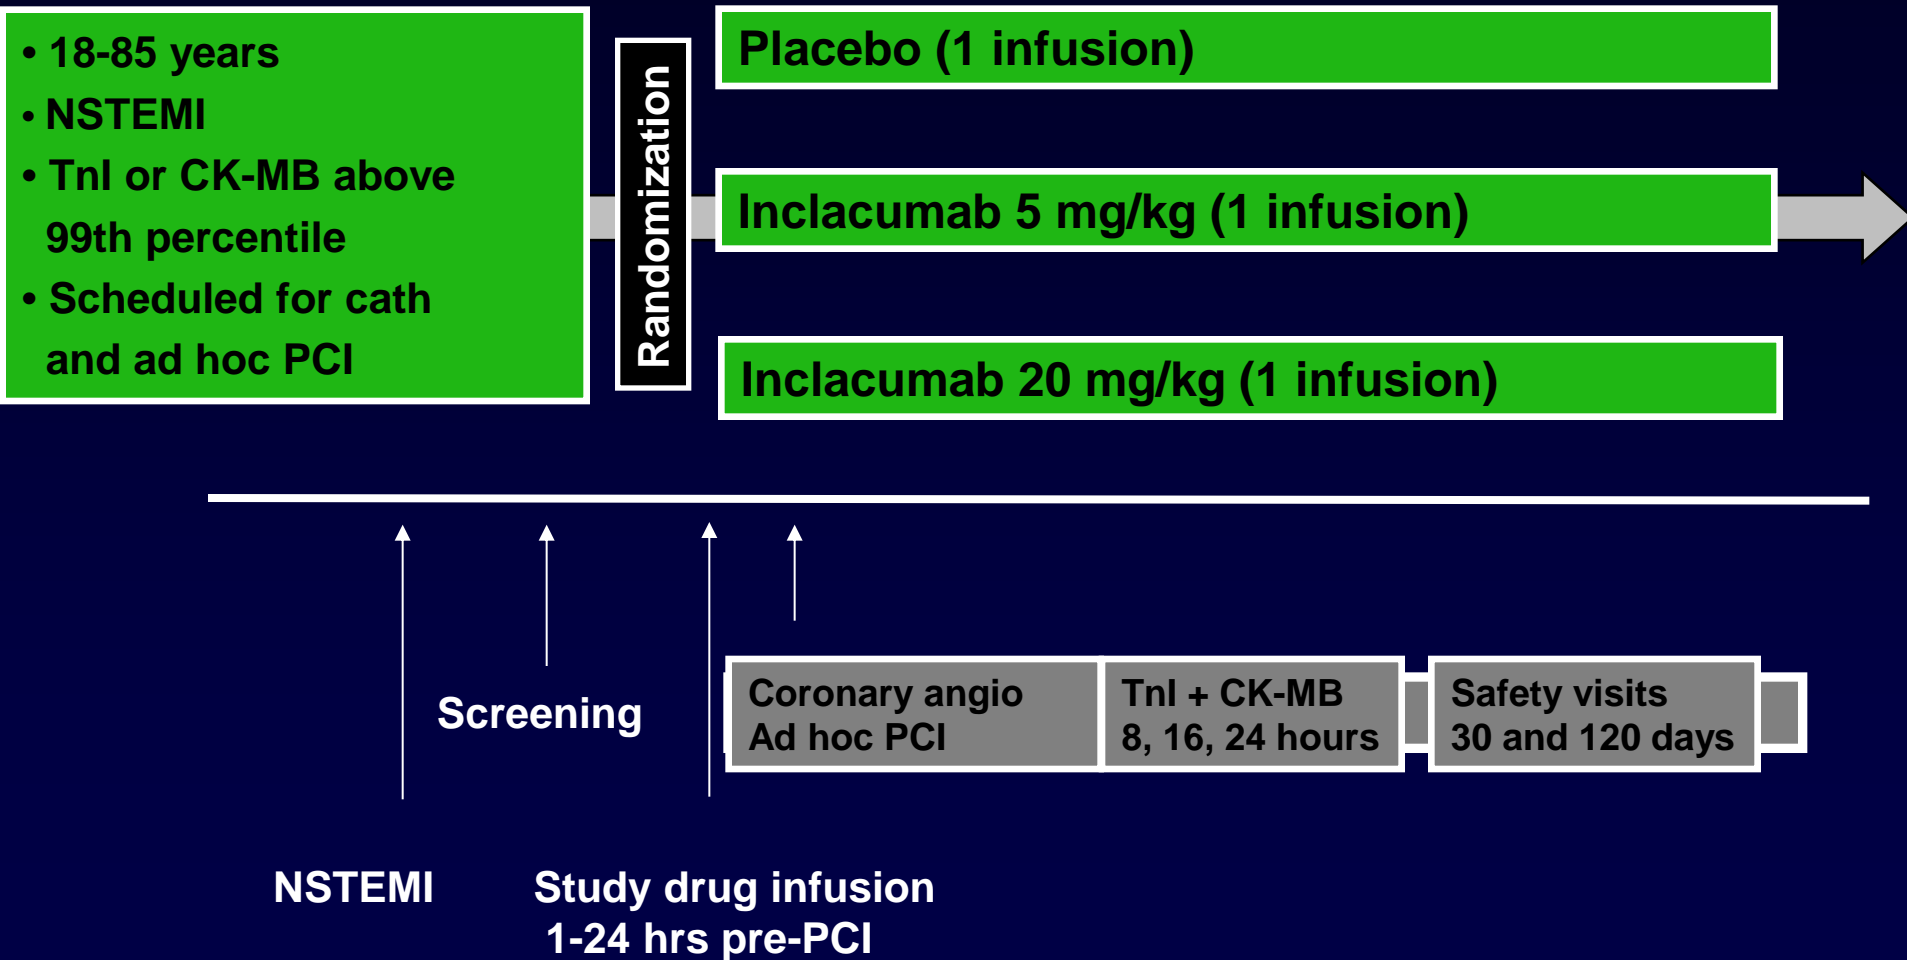 • 18-85 years
• NSTEMI
• TnI or CK-MB above
99th percentile
• Scheduled for cath
and ad hoc PCI
Randomization
Placebo (1 infusion)
Inclacumab 5 mg/kg (1 infusion)
Inclacumab 20 mg/kg (1 infusion)
Screening
Coronary angio
Ad hoc PCI
TnI + CK-MB
8, 16, 24 hours
Safety visits
30 and 120 days
NSTEMI
Study drug infusion
1-24 hrs pre-PCI